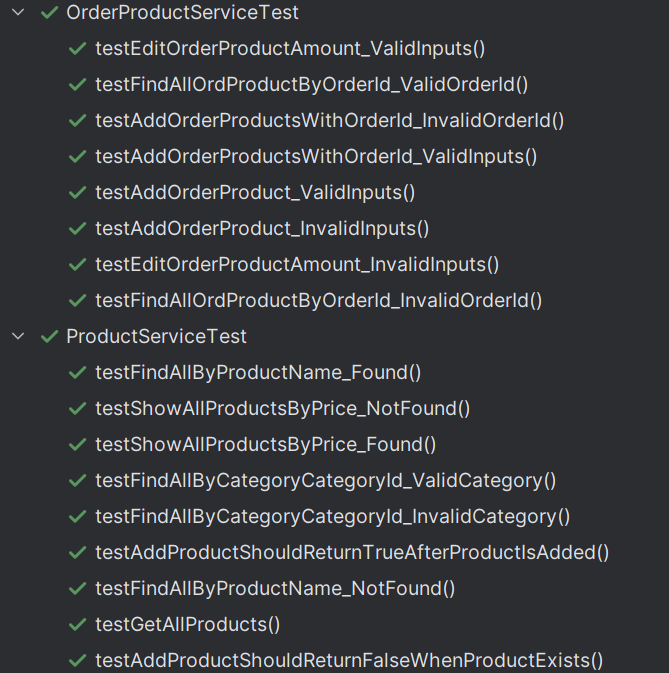 OrderProductServiceTest
testEditOrderProductAmount_ValidInputs()
testFindAllOrdProductByOrderId_ValidOrderId()
testAddOrderProductsWithOrderId_InvalidOrderId()
testAddOrderProductsWithOrderId_ValidInputs()
testAddOrderProduct_ValidInputs()
testAddOrderProduct_InvalidInputs()
testEditOrderProductAmount_InvalidInputs()
testFindAllOrdProductByOrderId_InvalidOrderId()
ProductServiceTest
testFindAllByProductName_Found()
testShowAllProductsByPrice_NotFound()
testShowAllProductsByPrice_Found()
testFindAllByCategoryCategoryId_ValidCategory()
testFindAllByCategoryCategoryId_InvalidCategory()
testAddProductShouldReturnTrueAfterProductIsAdded()
testFindAllByProductName_NotFound()
testGetAllProducts()
testAddProductShouldReturnFalseWhenProductExists()